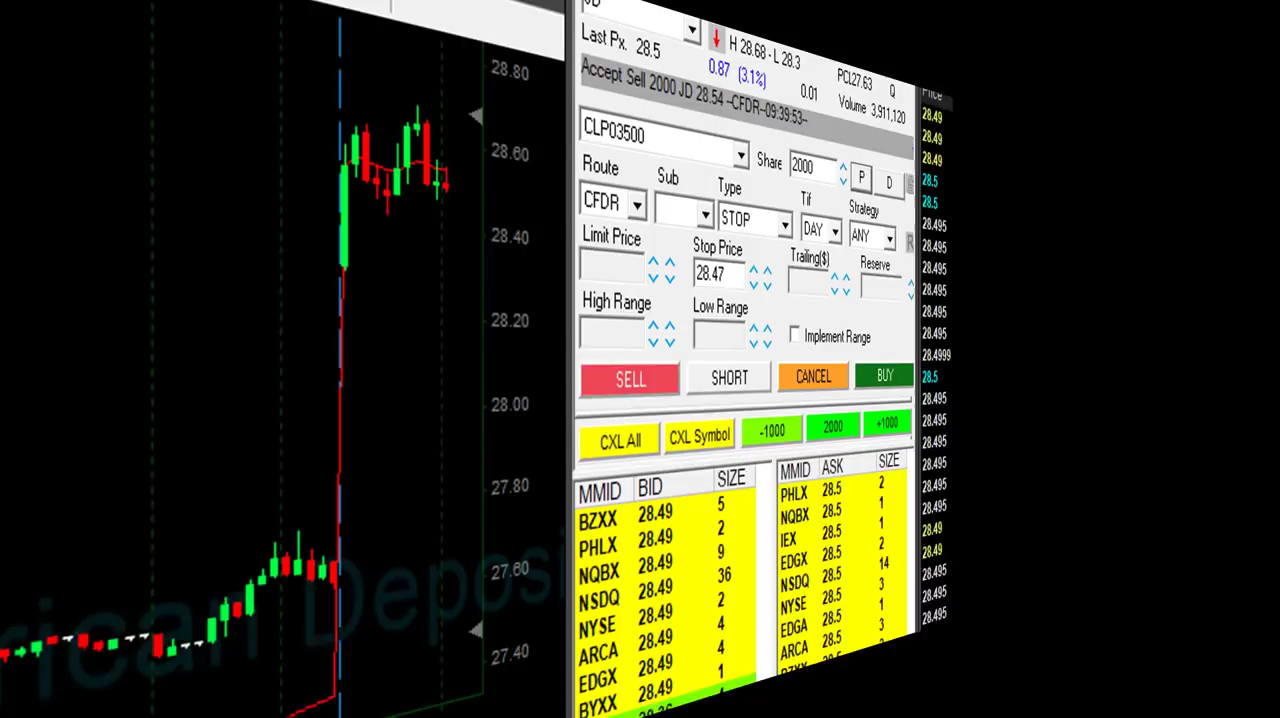 28.80
28.60
28.40
28.20
28.00
27.80
27.60
27.40
rican Deposi
JD
Last Px. 28.5
H 28.68 - L 28.3
0.87 (3.1%)
0.01
PCL27.63 Q
Volume 3,911,120
Accept Sell 2000 JD 28.54 --CFDR--09:39:53--
CLP03500
Share 2000 P D
Route Sub Type Tif Strategy
CFDR STOP DAY ANY R
Limit Price Stop Price Trailing($) Reserve
28.47
High Range Low Range
Implement Range
SELL SHORT CANCEL BUY
CXL All CXL Symbol -1000 2000 +1000
MMID BID SIZE
BZXX 28.49 5
PHLX 28.49 2
NQBX 28.49 9
NSDQ 28.49 36
NYSE 28.49 2
ARCA 28.49 4
EDGX 28.49 4
BYXX 28.49 1
MMID ASK SIZE
PHLX 28.5 2
NQBX 28.5 1
IEX 28.5 1
EDGX 28.5 2
NSDQ 28.5 14
NYSE 28.5 3
EDGA 28.5 1
ARCA 28.5 3
BZXX 28.5 2
Price
28.49
28.49
28.49
28.5
28.5
28.495
28.495
28.495
28.495
28.495
28.495
28.4999
28.5
28.495
28.495
28.495
28.495
28.495
28.495
28.49
28.49
28.495
28.495
28.495